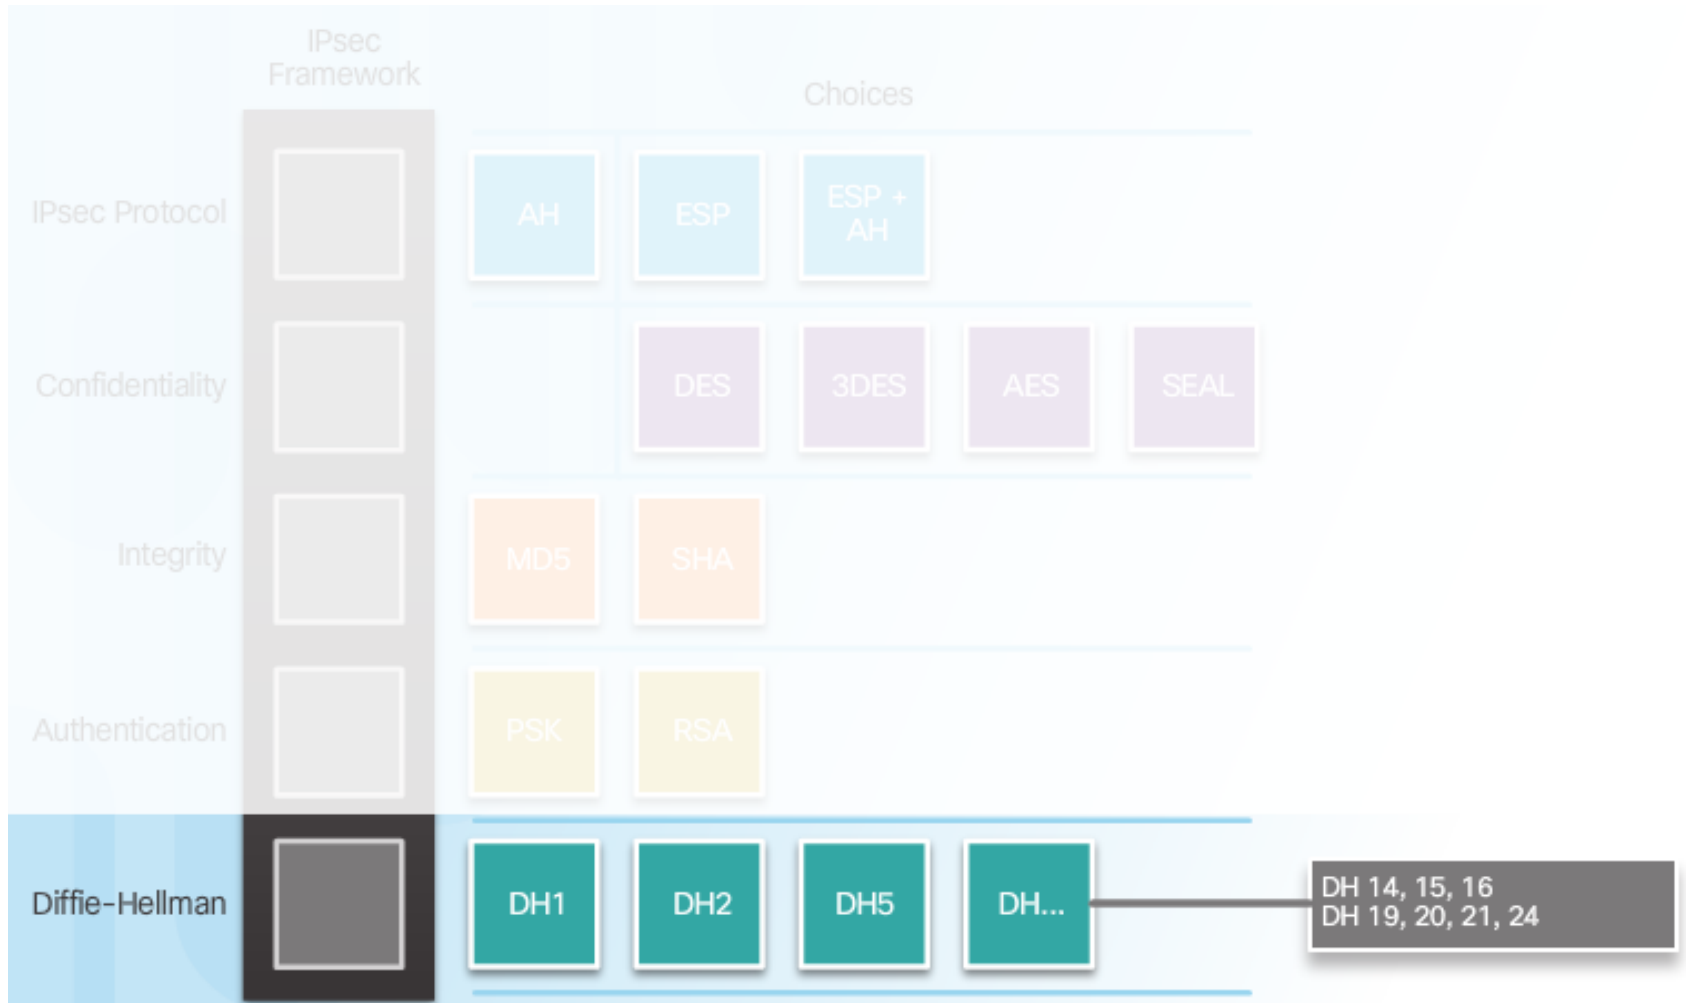 IPsec
Framework
Choices
IPsec Protocol
AH
ESP
ESP +
AH
Confidentiality
DES
3DES
AES
SEAL
Integrity
MD5
SHA
Authentication
PSK
RSA
Diffie-Hellman
DH1
DH2
DH5
DH...
DH 14, 15, 16
DH 19, 20, 21, 24